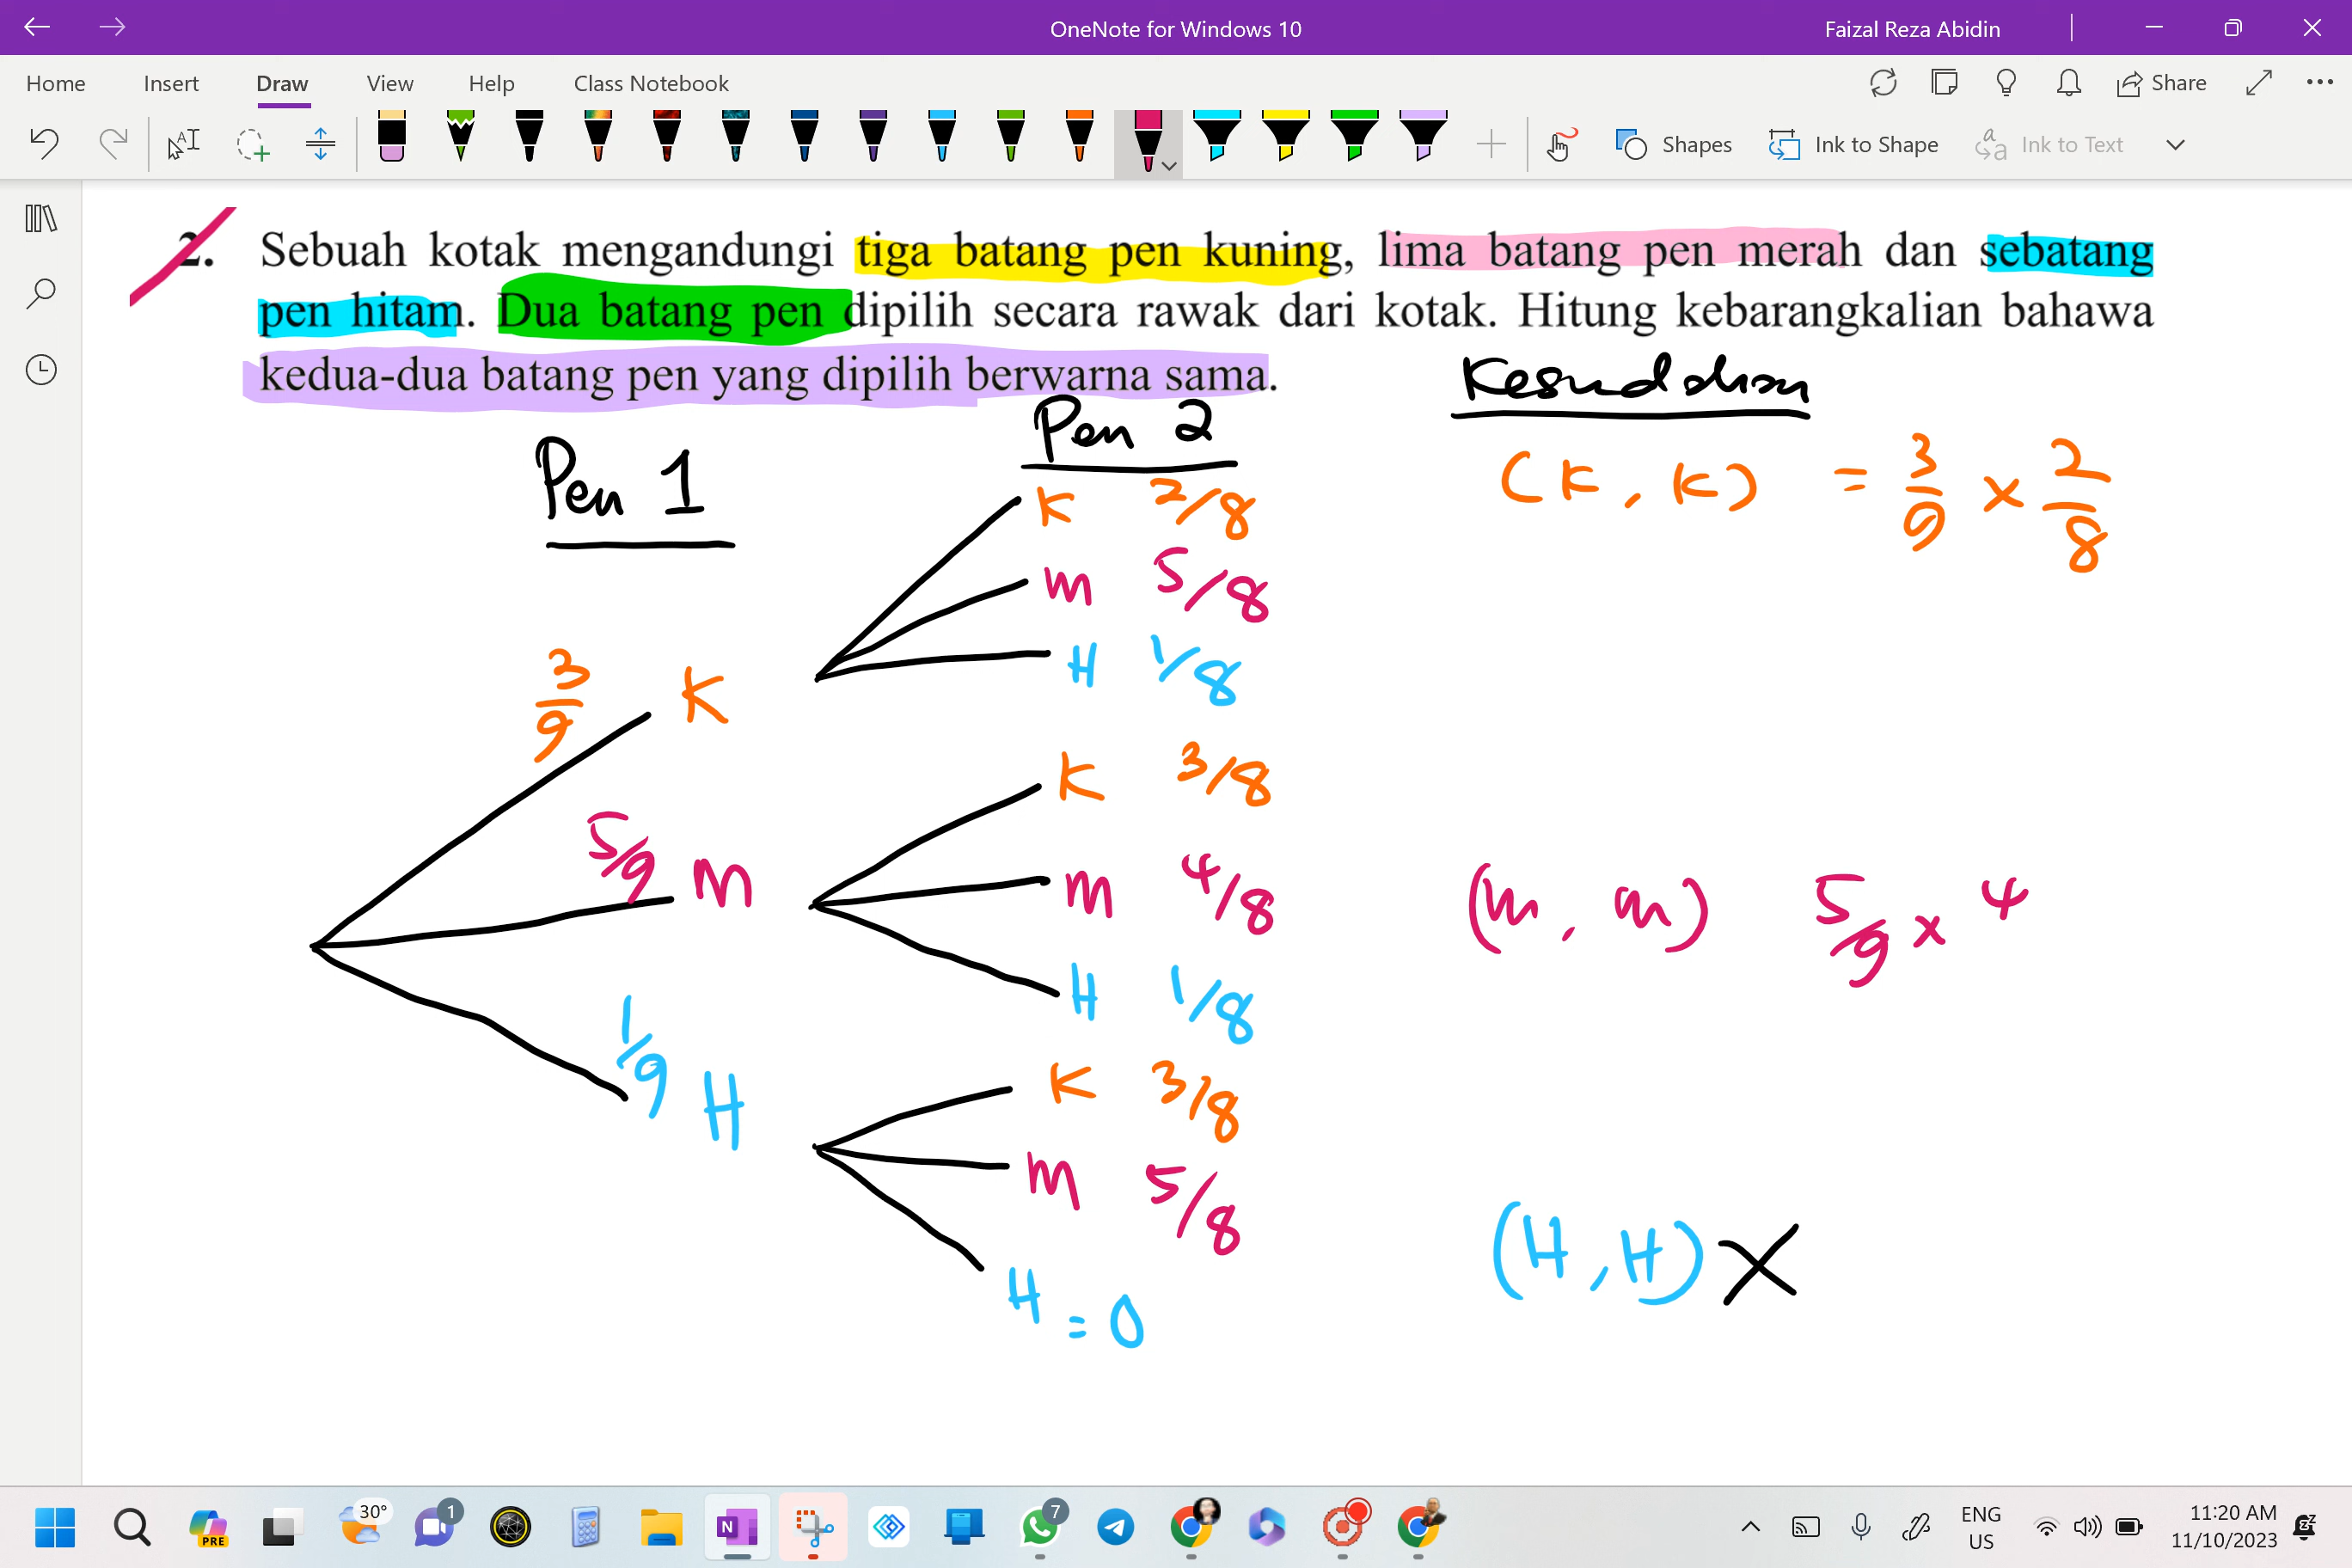 OneNote for Windows 10
Faizal Reza Abidin
Home Insert Draw View Help Class Notebook
Share
Shapes Ink to Shape Ink to Text
2. Sebuah kotak mengandungi tiga batang pen kuning, lima batang pen merah dan sebatang
pen hitam. Dua batang pen dipilih secara rawak dari kotak. Hitung kebarangkalian bahawa
kedua-dua batang pen yang dipilih berwarna sama.
Kesudahan
Pen 1
Pen 2
(K, K) = 3/9 × 2/8
K 2/8
m 5/8
H 1/8
3/9 K
K 3/8
5/9 m
m 4/8
(m, m) 5/9 × 4
H 1/8
1/9 H
K 3/8
m 5/8
(H, H) X
H = 0
PRE
30°
1
N
7
ENG
US
11:20 AM
11/10/2023